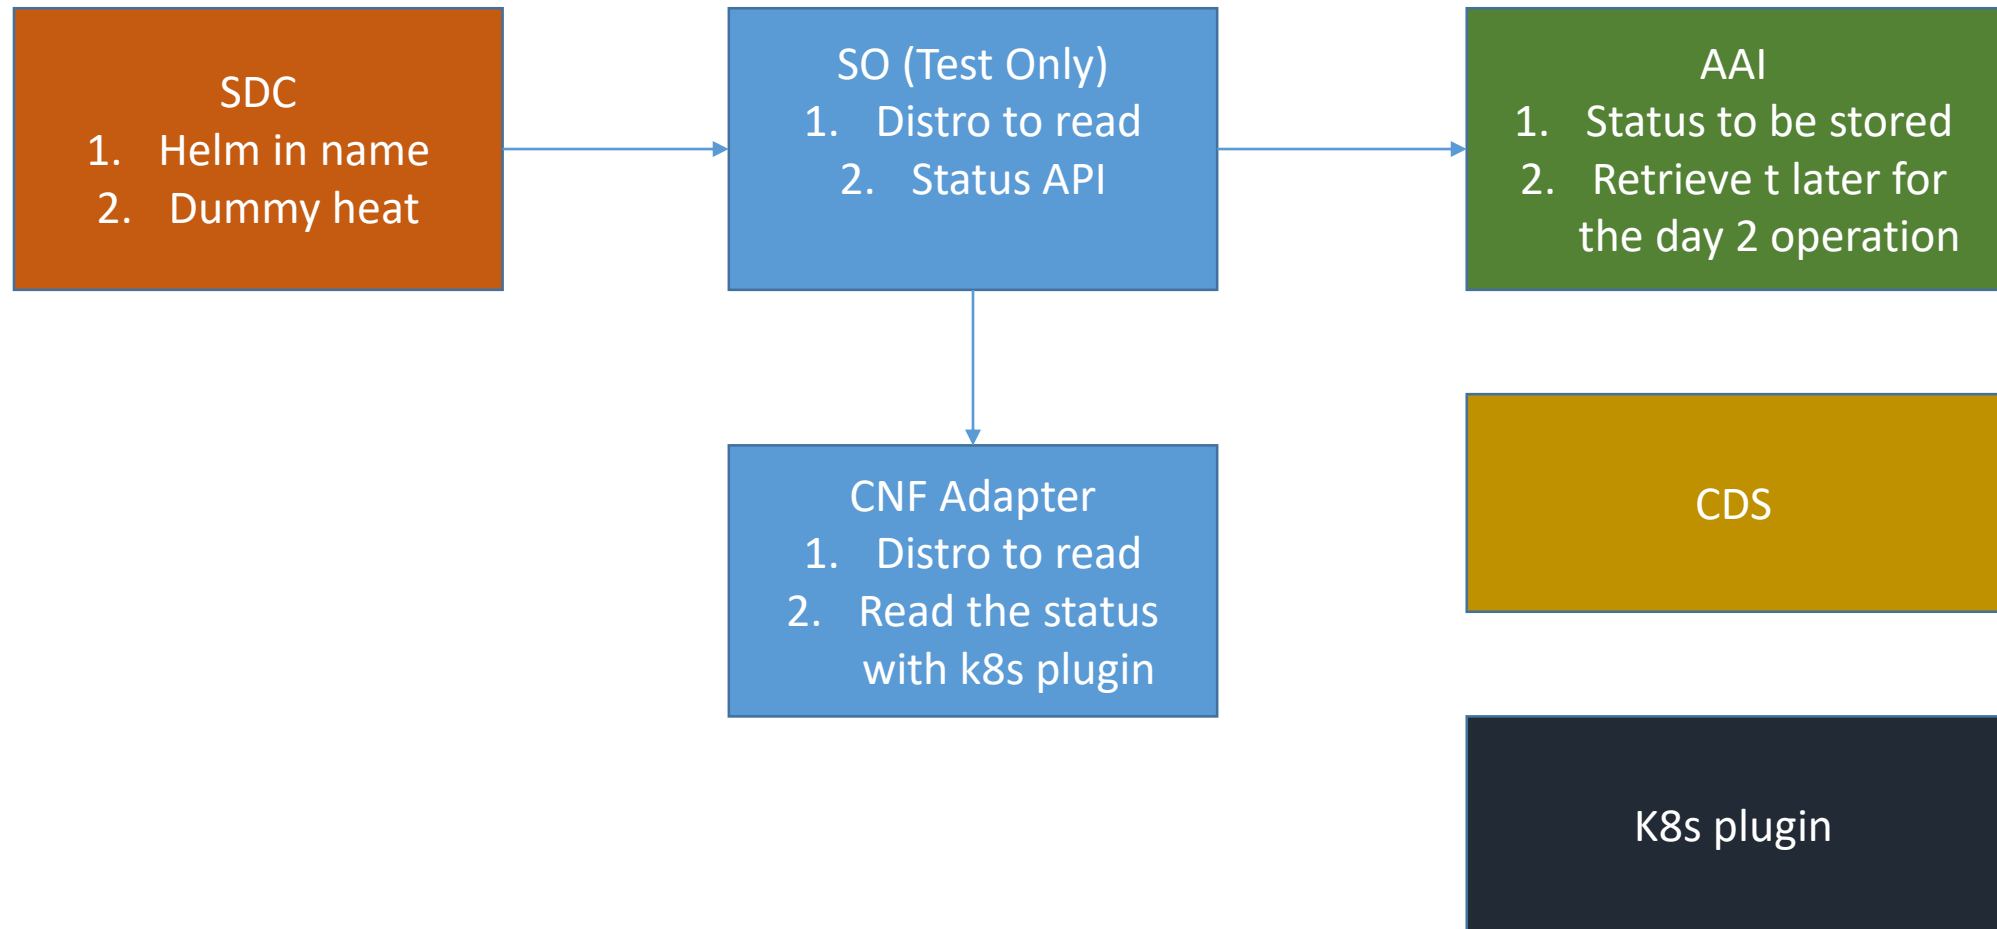 SDC
1. Helm in name
2. Dummy heat
SO (Test Only)
1. Distro to read
2. Status API
AAI
1. Status to be stored
2. Retrieve t later for
the day 2 operation
CNF Adapter
1. Distro to read
2. Read the status
with k8s plugin
CDS
K8s plugin